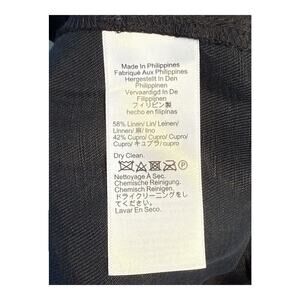 Made In Philippines
Fabriqué Aux Philippines
Hergestellt In Den
Philippinen
Vervaardigd In De
Filippijnen
フィリピン製
hecho en filipinas
58% Linen/ Lin/ Leinen/
Linnen/ 麻/ lino
42% Cupro/ Cupro/ Cupro/
Cupro/ キュプラ/ cupro
Dry Clean.
P
Nettoyage À Sec.
Chemische Reinigung.
Chemische Reinigung.
ドライクリーニングをし
てください。
Lavar En Seco.